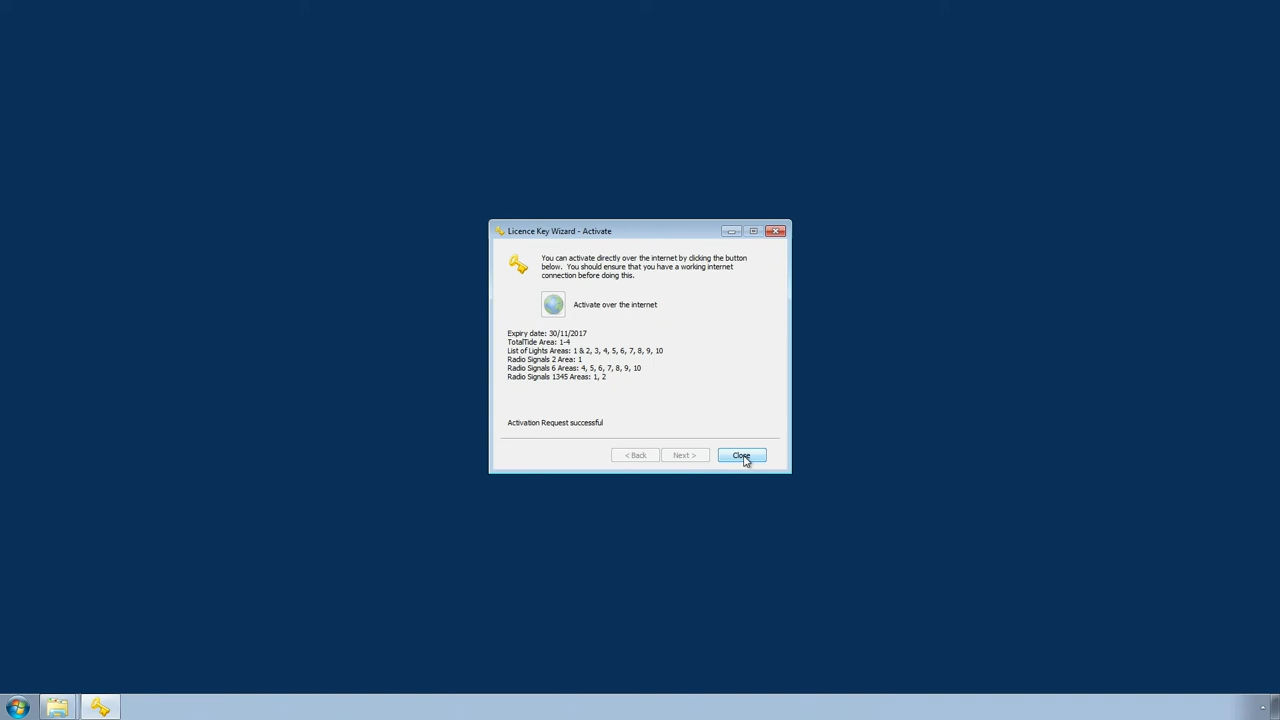 Licence Key Wizard - Activate
You can activate directly over the internet by clicking the button
below. You should ensure that you have a working internet
connection before doing this.
Activate over the internet
Expiry date: 30/11/2017
TotalTide Area: 1-4
List of Lights Areas: 1 & 2, 3, 4, 5, 6, 7, 8, 9, 10
Radio Signals 2 Area: 1
Radio Signals 6 Areas: 4, 5, 6, 7, 8, 9, 10
Radio Signals 1345 Areas: 1, 2
Activation Request successful
< Back
Next >
Close